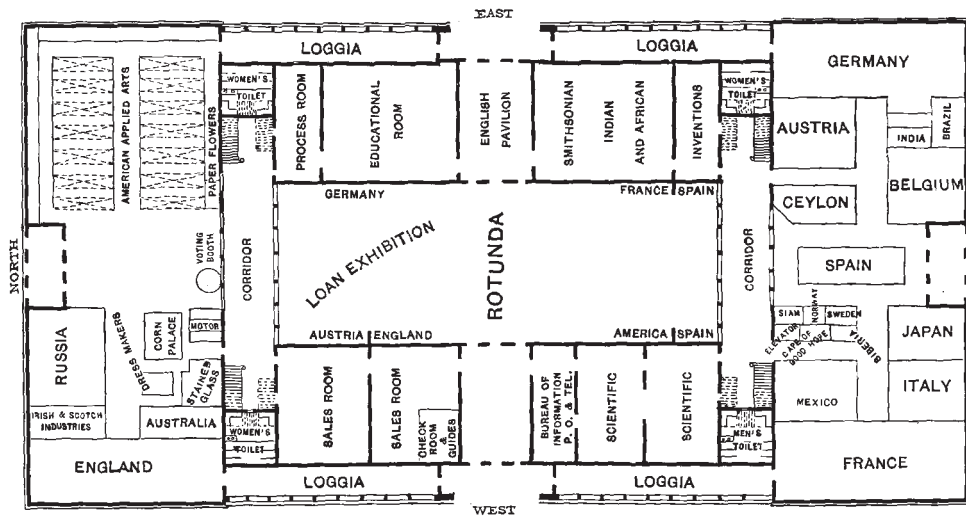 EAST
LOGGIA
LOGGIA
GERMANY
AMERICAN APPLIED ARTS
PAPER FLOWERS
WOMEN'S
TOILET
PROCESS ROOM
EDUCATIONAL
ROOM
ENGLISH
PAVILION
SMITHSONIAN
INDIAN
AND AFRICAN
INVENTIONS
WOMEN'S
TOILET
AUSTRIA
INDIA
BRAZIL
BELGIUM
GERMANY
FRANCE
SPAIN
CEYLON
NORTH
VOTING
BOOTH
CORRIDOR
LOAN EXHIBITION
ROTUNDA
CORRIDOR
SPAIN
RUSSIA
DRESS MAKERS
CORN
PALACE
MOTOR
STAINED
GLASS
AUSTRIA
ENGLAND
AMERICA
SPAIN
SIAM
NORWAY
SWEDEN
ELEVATOR
CAPE OF
GOOD HOPE
SIBERIA
JAPAN
ITALY
MEXICO
IRISH & SCOTCH
INDUSTRIES
AUSTRALIA
WOMEN'S
TOILET
SALES ROOM
SALES ROOM
CHECK
ROOM
&
GUIDES
BUREAU OF
INFORMATION
P. O. & TEL.
SCIENTIFIC
SCIENTIFIC
MEN'S
TOILET
ENGLAND
FRANCE
LOGGIA
LOGGIA
WEST